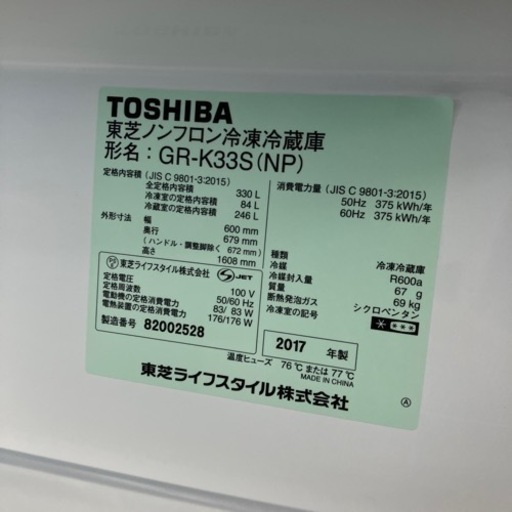 TOSHIBA
東芝ノンフロン冷凍冷蔵庫
形名：GR-K33S(NP)
定格内容積 (JIS C 9801-3:2015)
全定格内容積 330 L
冷凍室の定格内容積 84 L
冷蔵室の定格内容積 246 L
外形寸法 幅 600 mm
奥行 679 mm
(ハンドル・調整脚除く 672 mm)
高さ 1608 mm
東芝ライフスタイル株式会社 S JET
定格電圧 100 V
定格周波数 50/60 Hz
電動機の定格消費電力 83/ 83 W
電熱装置の定格消費電力 176/176 W
製造番号 82002528
消費電力量 (JIS C 9801-3:2015)
50Hz 375 kWh/年
60Hz 375 kWh/年
種類 冷凍冷蔵庫
冷媒 R600a
冷媒封入量 67 g
質量 69 kg
断熱発泡ガス シクロペンタン
冷凍室の記号
2017 年製
温度ヒューズ 76℃ または 77℃
MADE IN CHINA
東芝ライフスタイル株式会社
Ⓐ